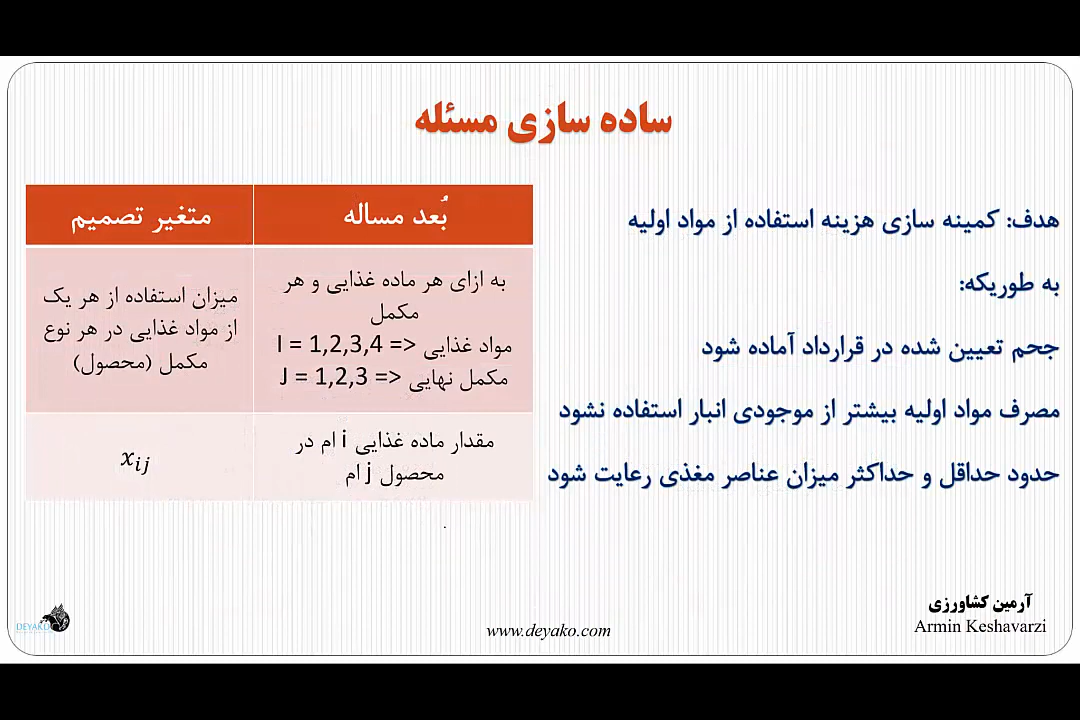 ساده سازی مسئله
هدف: کمینه سازی هزینه استفاده از مواد اولیه
به طوریکه:
جحم تعیین شده در قرارداد آماده شود
مصرف مواد اولیه بیشتر از موجودی انبار استفاده نشود
حدود حداقل و حداکثر میزان عناصر مغذی رعایت شود
بُعد مساله
متغیر تصمیم
به ازای هر ماده غذایی و هر
مکمل
مواد غذایی <= I = 1,2,3,4
مکمل نهایی <= J = 1,2,3
میزان استفاده از هر یک
از مواد غذایی در هر نوع
مکمل (محصول)
مقدار ماده غذایی i ام در
محصول j ام
x_{ij}
آرمین کشاورزی
Armin Keshavarzi
www.deyako.com
DEYAKO